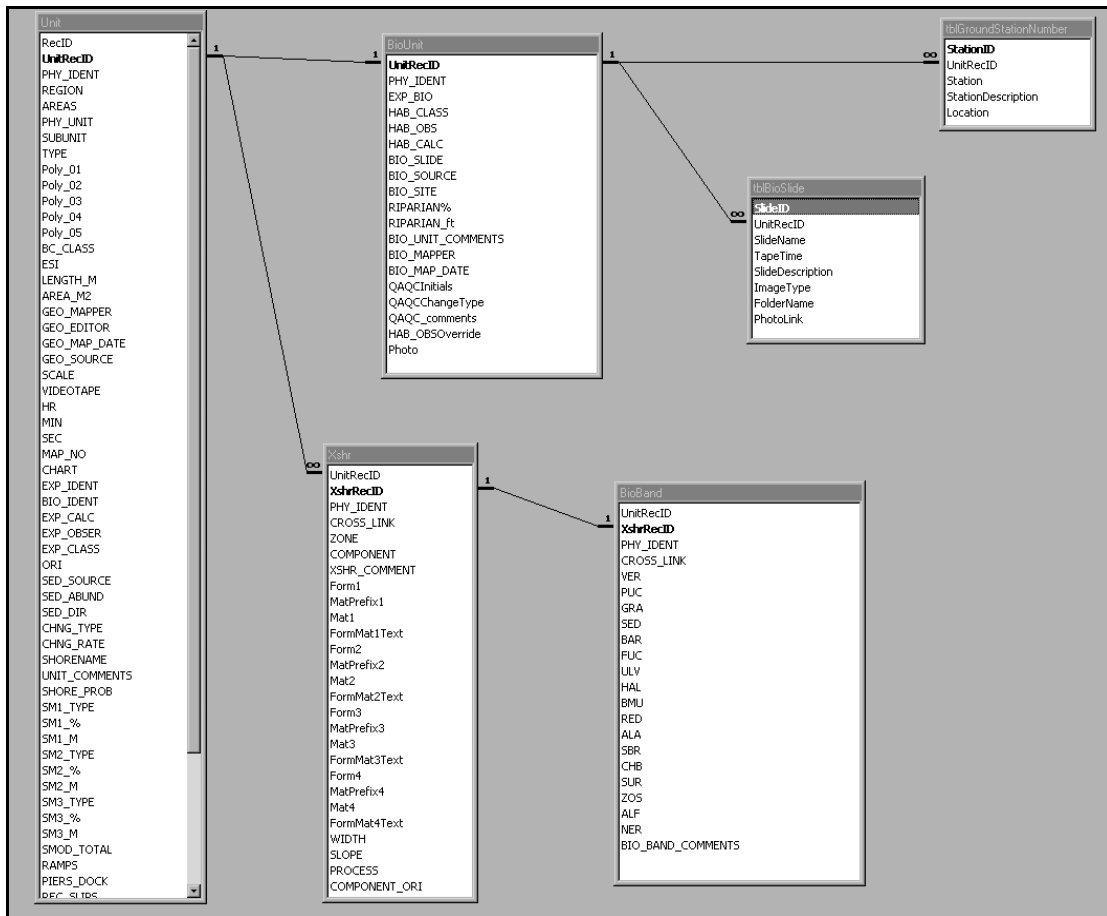 Unit
RecID
UnitRecID
PHY_IDENT
REGION
AREAS
PHY_UNIT
SUBUNIT
TYPE
Poly_01
Poly_02
Poly_03
Poly_04
Poly_05
BC_CLASS
ESI
LENGTH_M
AREA_M2
GEO_MAPPER
GEO_EDITOR
GEO_MAP_DATE
GEO_SOURCE
SCALE
VIDEOTAPE
HR
MIN
SEC
MAP_NO
CHART
EXP_IDENT
BIO_IDENT
EXP_CALC
EXP_OBSER
EXP_CLASS
ORI
SED_SOURCE
SED_ABUND
SED_DIR
CHNG_TYPE
CHNG_RATE
SHORENAME
UNIT_COMMENTS
SHORE_PROB
SM1_TYPE
SM1_%
SM1_M
SM2_TYPE
SM2_%
SM2_M
SM3_TYPE
SM3_%
SM3_M
SMOD_TOTAL
RAMPS
PIERS_DOCK
REC_SLIPS
1
1
BioUnit
UnitRecID
PHY_IDENT
EXP_BIO
HAB_CLASS
HAB_OBS
HAB_CALC
BIO_SLIDE
BIO_SOURCE
BIO_SITE
RIPARIAN%
RIPARIAN_ft
BIO_UNIT_COMMENTS
BIO_MAPPER
BIO_MAP_DATE
QAQCInitials
QAQCChangeType
QAQC_comments
HAB_OBSOverride
Photo
1
∞
tblGroundStationNumber
StationID
UnitRecID
Station
StationDescription
Location
∞
tblBioSlide
SlideID
UnitRecID
SlideName
TapeTime
SlideDescription
ImageType
FolderName
PhotoLink
∞
Xshr
UnitRecID
XshrRecID
PHY_IDENT
CROSS_LINK
ZONE
COMPONENT
XSHR_COMMENT
Form1
MatPrefix1
Mat1
FormMat1Text
Form2
MatPrefix2
Mat2
FormMat2Text
Form3
MatPrefix3
Mat3
FormMat3Text
Form4
MatPrefix4
Mat4
FormMat4Text
WIDTH
SLOPE
PROCESS
COMPONENT_ORI
1
1
BioBand
UnitRecID
XshrRecID
PHY_IDENT
CROSS_LINK
VER
PUC
GRA
SED
BAR
FUC
ULV
HAL
BMU
RED
ALA
SBR
CHB
SUR
ZOS
ALF
NER
BIO_BAND_COMMENTS